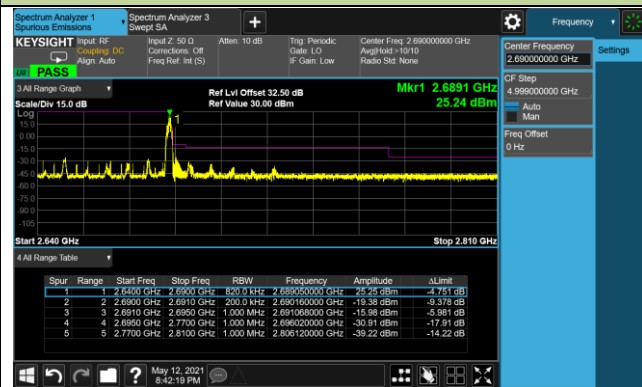 Spectrum Analyzer 1
Spurious Emissions
Spectrum Analyzer 3
Swept SA
+
Frequency
KEYSIGHT
Input: RF
Coupling: DC
Align: Auto
Input Z: 50 Ω
Corrections: Off
Freq Ref: Int (S)
Atten: 10 dB
Trig: Periodic
Gate: LO
IF Gain: Low
Center Freq: 2.690000000 GHz
Avg|Hold:>10/10
Radio Std: None
LW
PASS
Center Frequency
2.690000000 GHz
Settings
CF Step
4.999000000 GHz
Auto
Man
Freq Offset
0 Hz
3 All Range Graph
Scale/Div 15.0 dB
Ref Lvl Offset 32.50 dB
Ref Value 30.00 dBm
Mkr1 2.6891 GHz
25.24 dBm
Log
1
15.0
0.00
-15.0
-30.0
-45.0
-60.0
-75.0
-90.0
-105
Start 2.640 GHz
Stop 2.810 GHz
4 All Range Table
Spur Range Start Freq Stop Freq RBW Frequency Amplitude ΔLimit
1 1 2.6400 GHz 2.6900 GHz 820.0 kHz 2.689050000 GHz 25.25 dBm -4.751 dB
2 2 2.6900 GHz 2.6910 GHz 200.0 kHz 2.690160000 GHz -19.38 dBm -9.378 dB
3 3 2.6910 GHz 2.6950 GHz 1.000 MHz 2.691068000 GHz -15.98 dBm -5.981 dB
4 4 2.6950 GHz 2.7700 GHz 1.000 MHz 2.696020000 GHz -30.91 dBm -17.91 dB
5 5 2.7700 GHz 2.8100 GHz 1.000 MHz 2.806120000 GHz -39.22 dBm -14.22 dB
?
May 12, 2021
8:42:19 PM